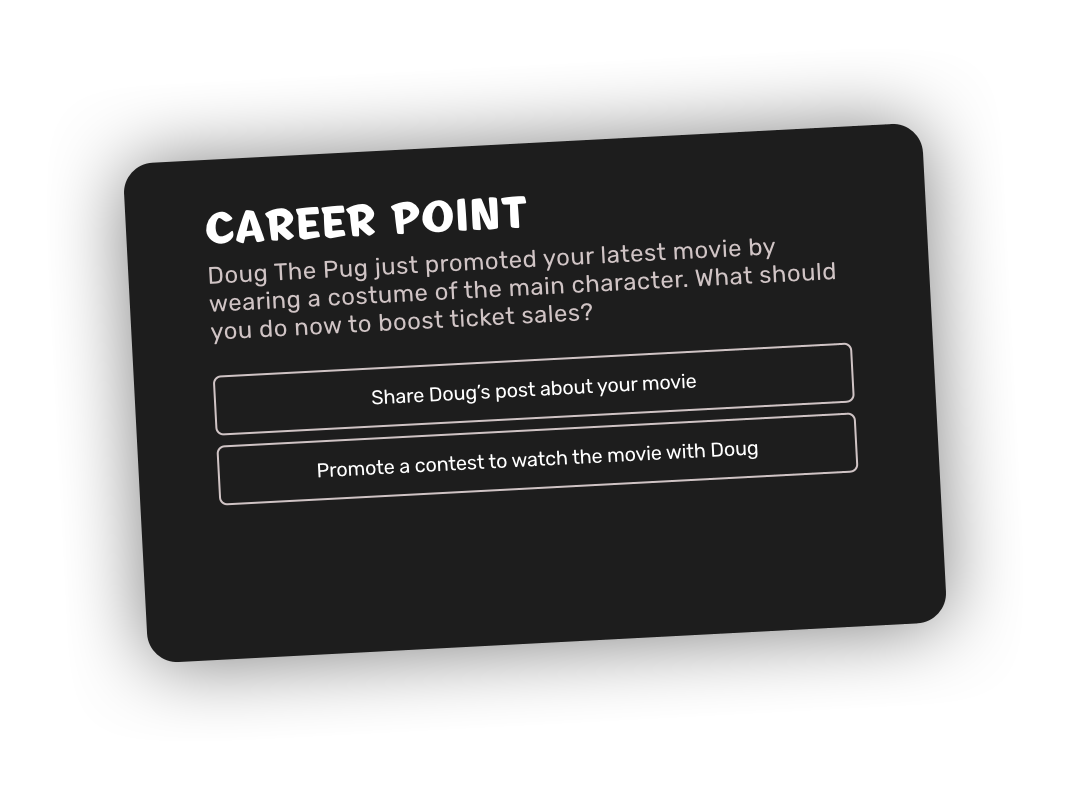 CAREER POINT
Doug The Pug just promoted your latest movie by
wearing a costume of the main character. What should
you do now to boost ticket sales?
Share Doug’s post about your movie
Promote a contest to watch the movie with Doug